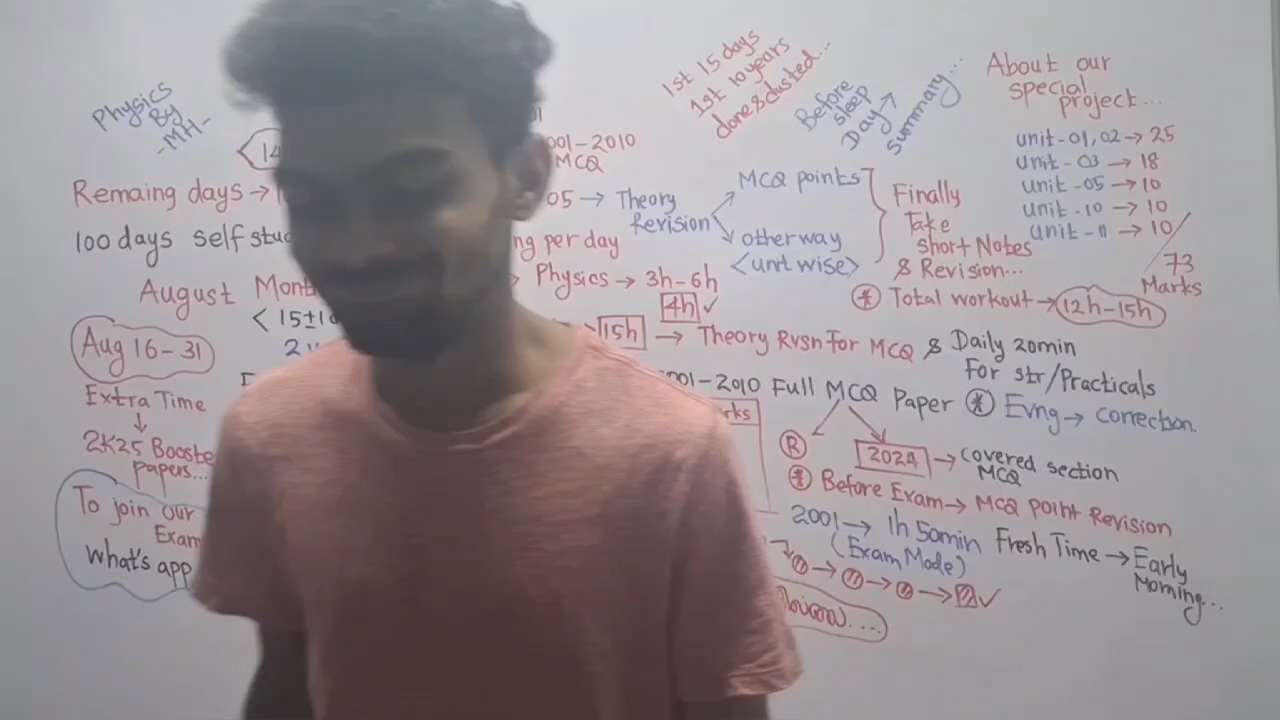 Physics
By
-MH-
Remaing days →
100 days self stu
August Mon
< 15±1
Aug 16-31
Extra Time
↓
2K25 Booste
papers...
To join our
Exam
What's app
001-2010
MCQ
05 → Theory
Revision
MCQ points
otherway
<unit wise>
Finally
Take
short Notes
& Revision...
ng per day
Physics → 3h-6h
4h ✓
15h → Theory Rvsn For MCQ & Daily 20min
For str/Practicals
001-2010 Full MCQ Paper * Evng → correction.
rks
R
2024 → covered section
MCQ
* Before Exam → MCQ point Revision
2001 → 1h 50min
(Exam Mode)
Fresh Time → Early
Morning...
1st 15 days
1st 10 years
done & dusted...
Before
sleep
Day ↗
summary...
About our
special
project...
unit-01, 02 → 25
unit-03 → 18
unit-05 → 10
unit-10 → 10
unit-11 → 10
73
Marks
* Total workout → 12h-15h